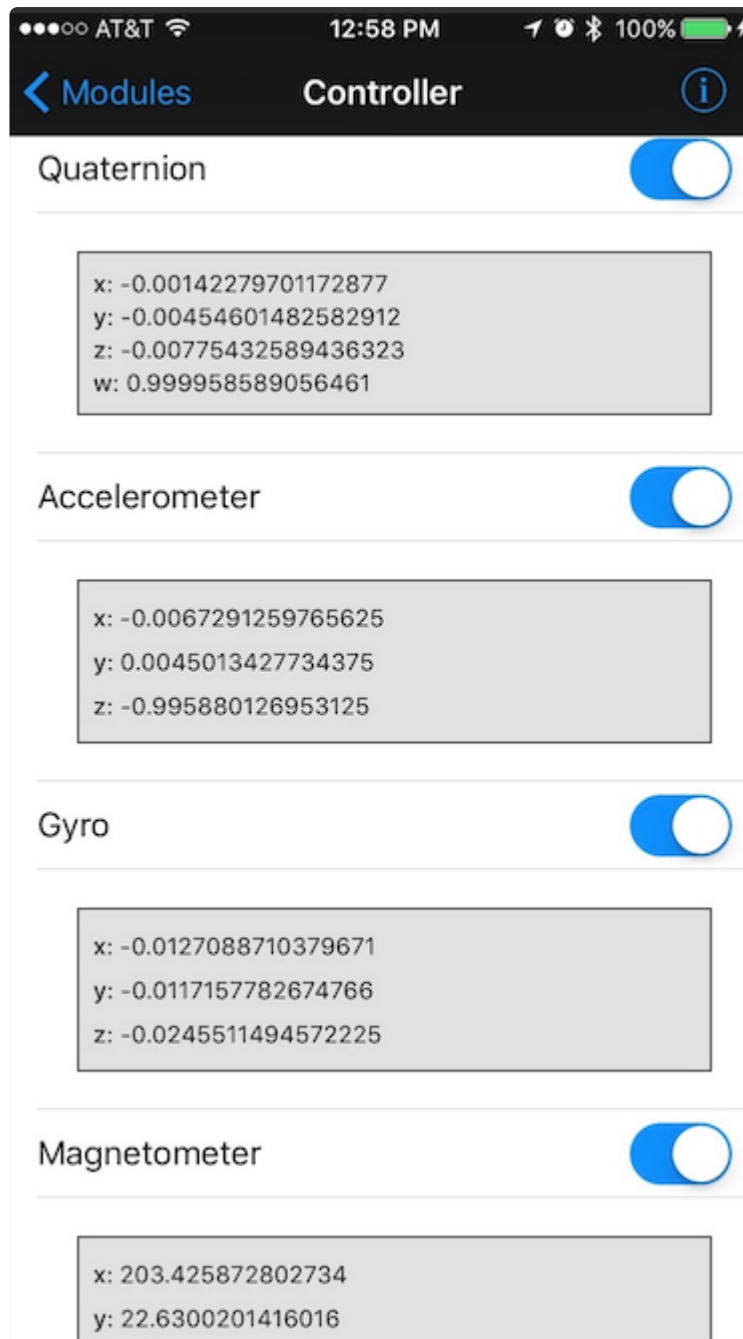 ●●●○○ AT&T 12:58 PM 100%
Modules Controller i
Quaternion
x: -0.00142279701172877
y: -0.00454601482582912
z: -0.00775432589436323
w: 0.9999958589056461
Accelerometer
x: -0.0067291259765625
y: 0.0045013427734375
z: -0.995880126953125
Gyro
x: -0.0127088710379671
y: -0.0117157782674766
z: -0.0245511494572225
Magnetometer
x: 203.425872802734
y: 22.6300201416016